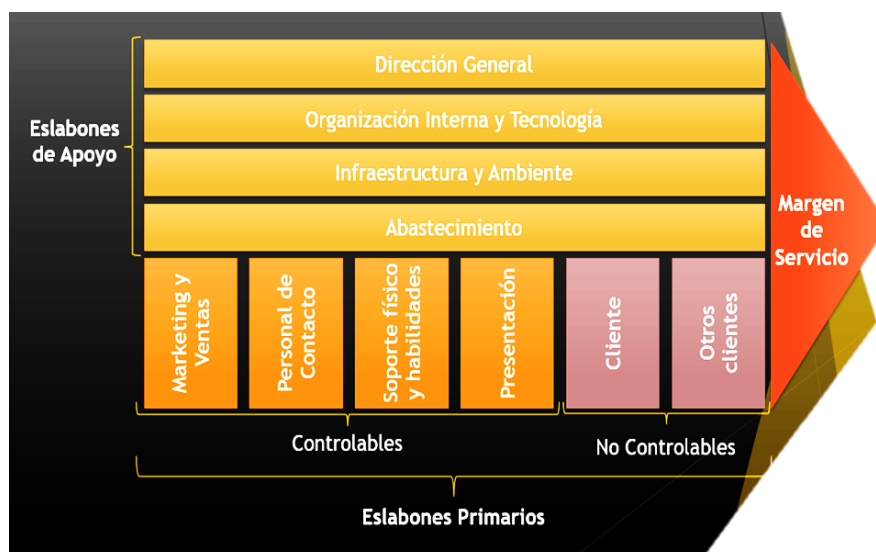 Dirección General
Organización Interna y Tecnología
Infraestructura y Ambiente
Abastecimiento
Eslabones
de Apoyo
Margen
de
Servicio
Marketing y
Ventas
Personal de
Contacto
Soporte físico
y habilidades
Presentación
Cliente
Otros
clientes
Controlables
No Controlables
Eslabones Primarios